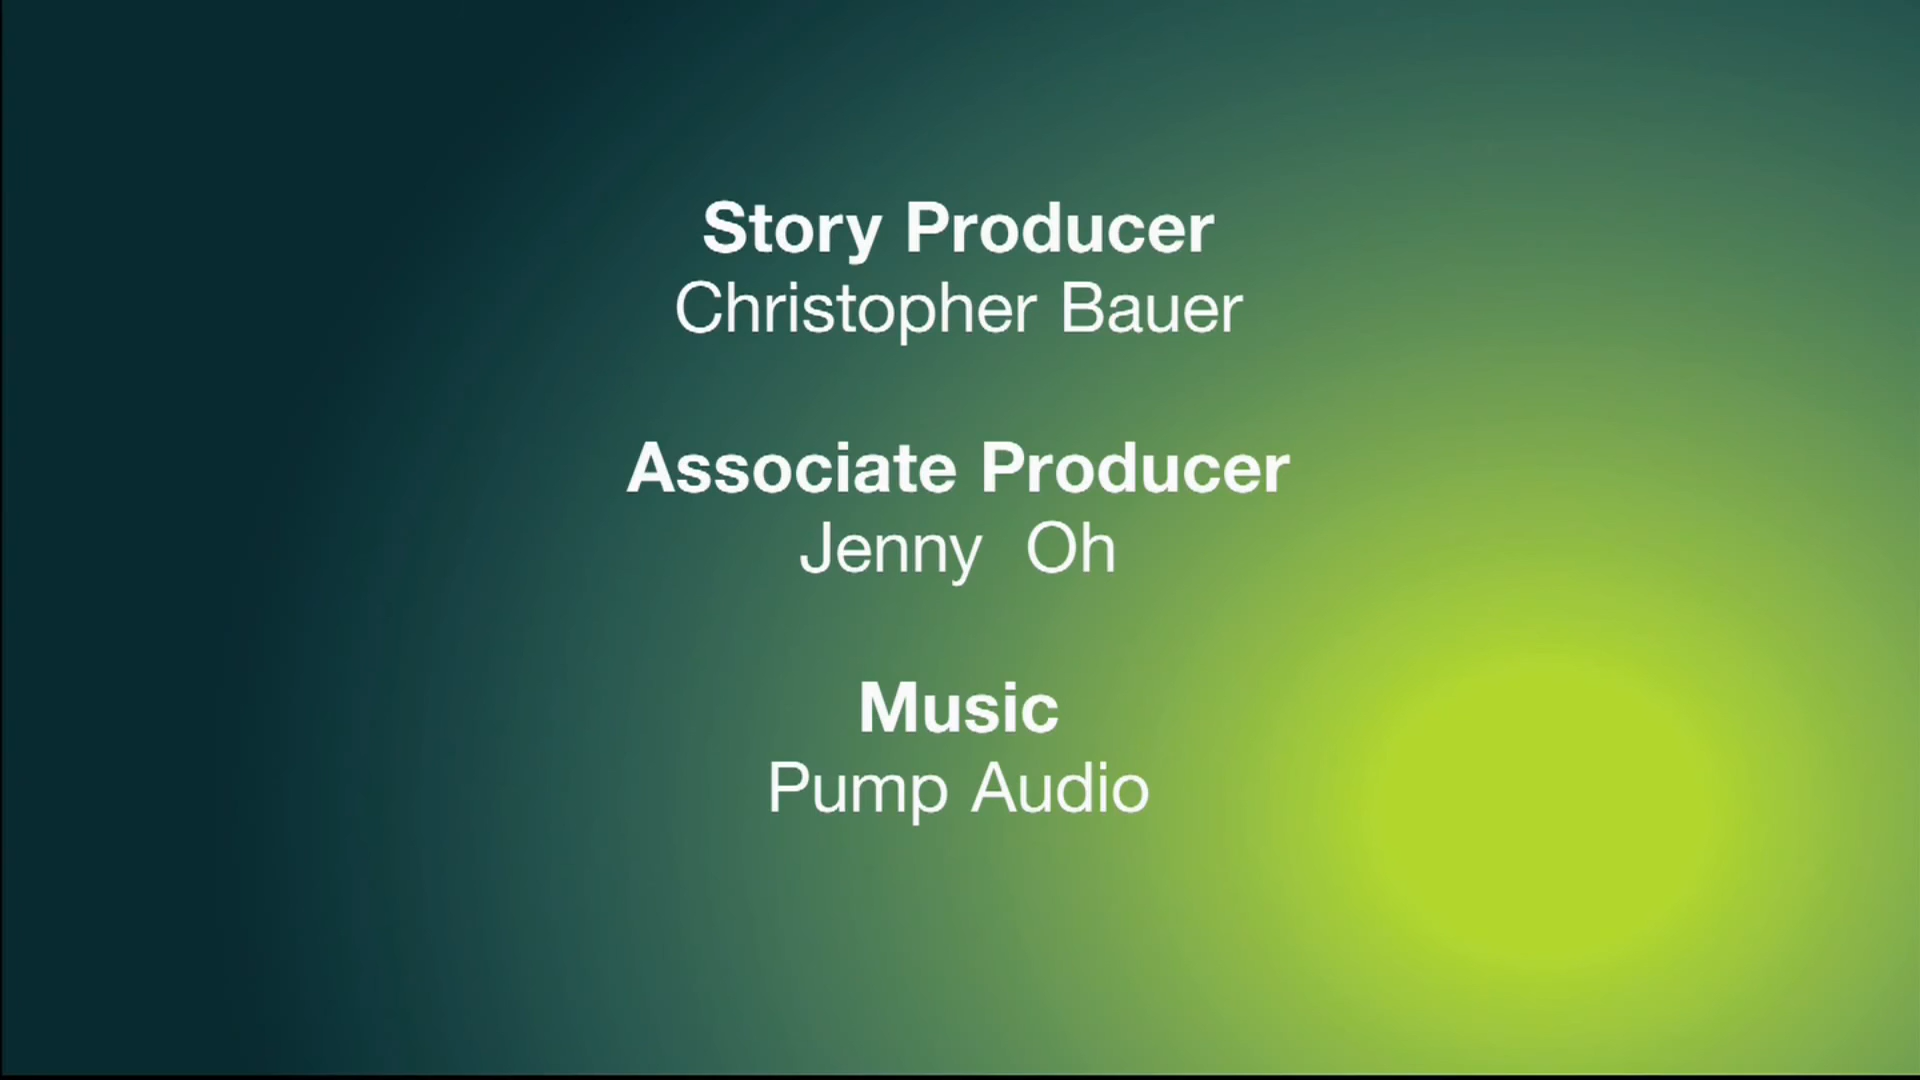 Story Producer
Christopher Bauer
Associate Producer
Jenny  Oh
Music
Pump Audio